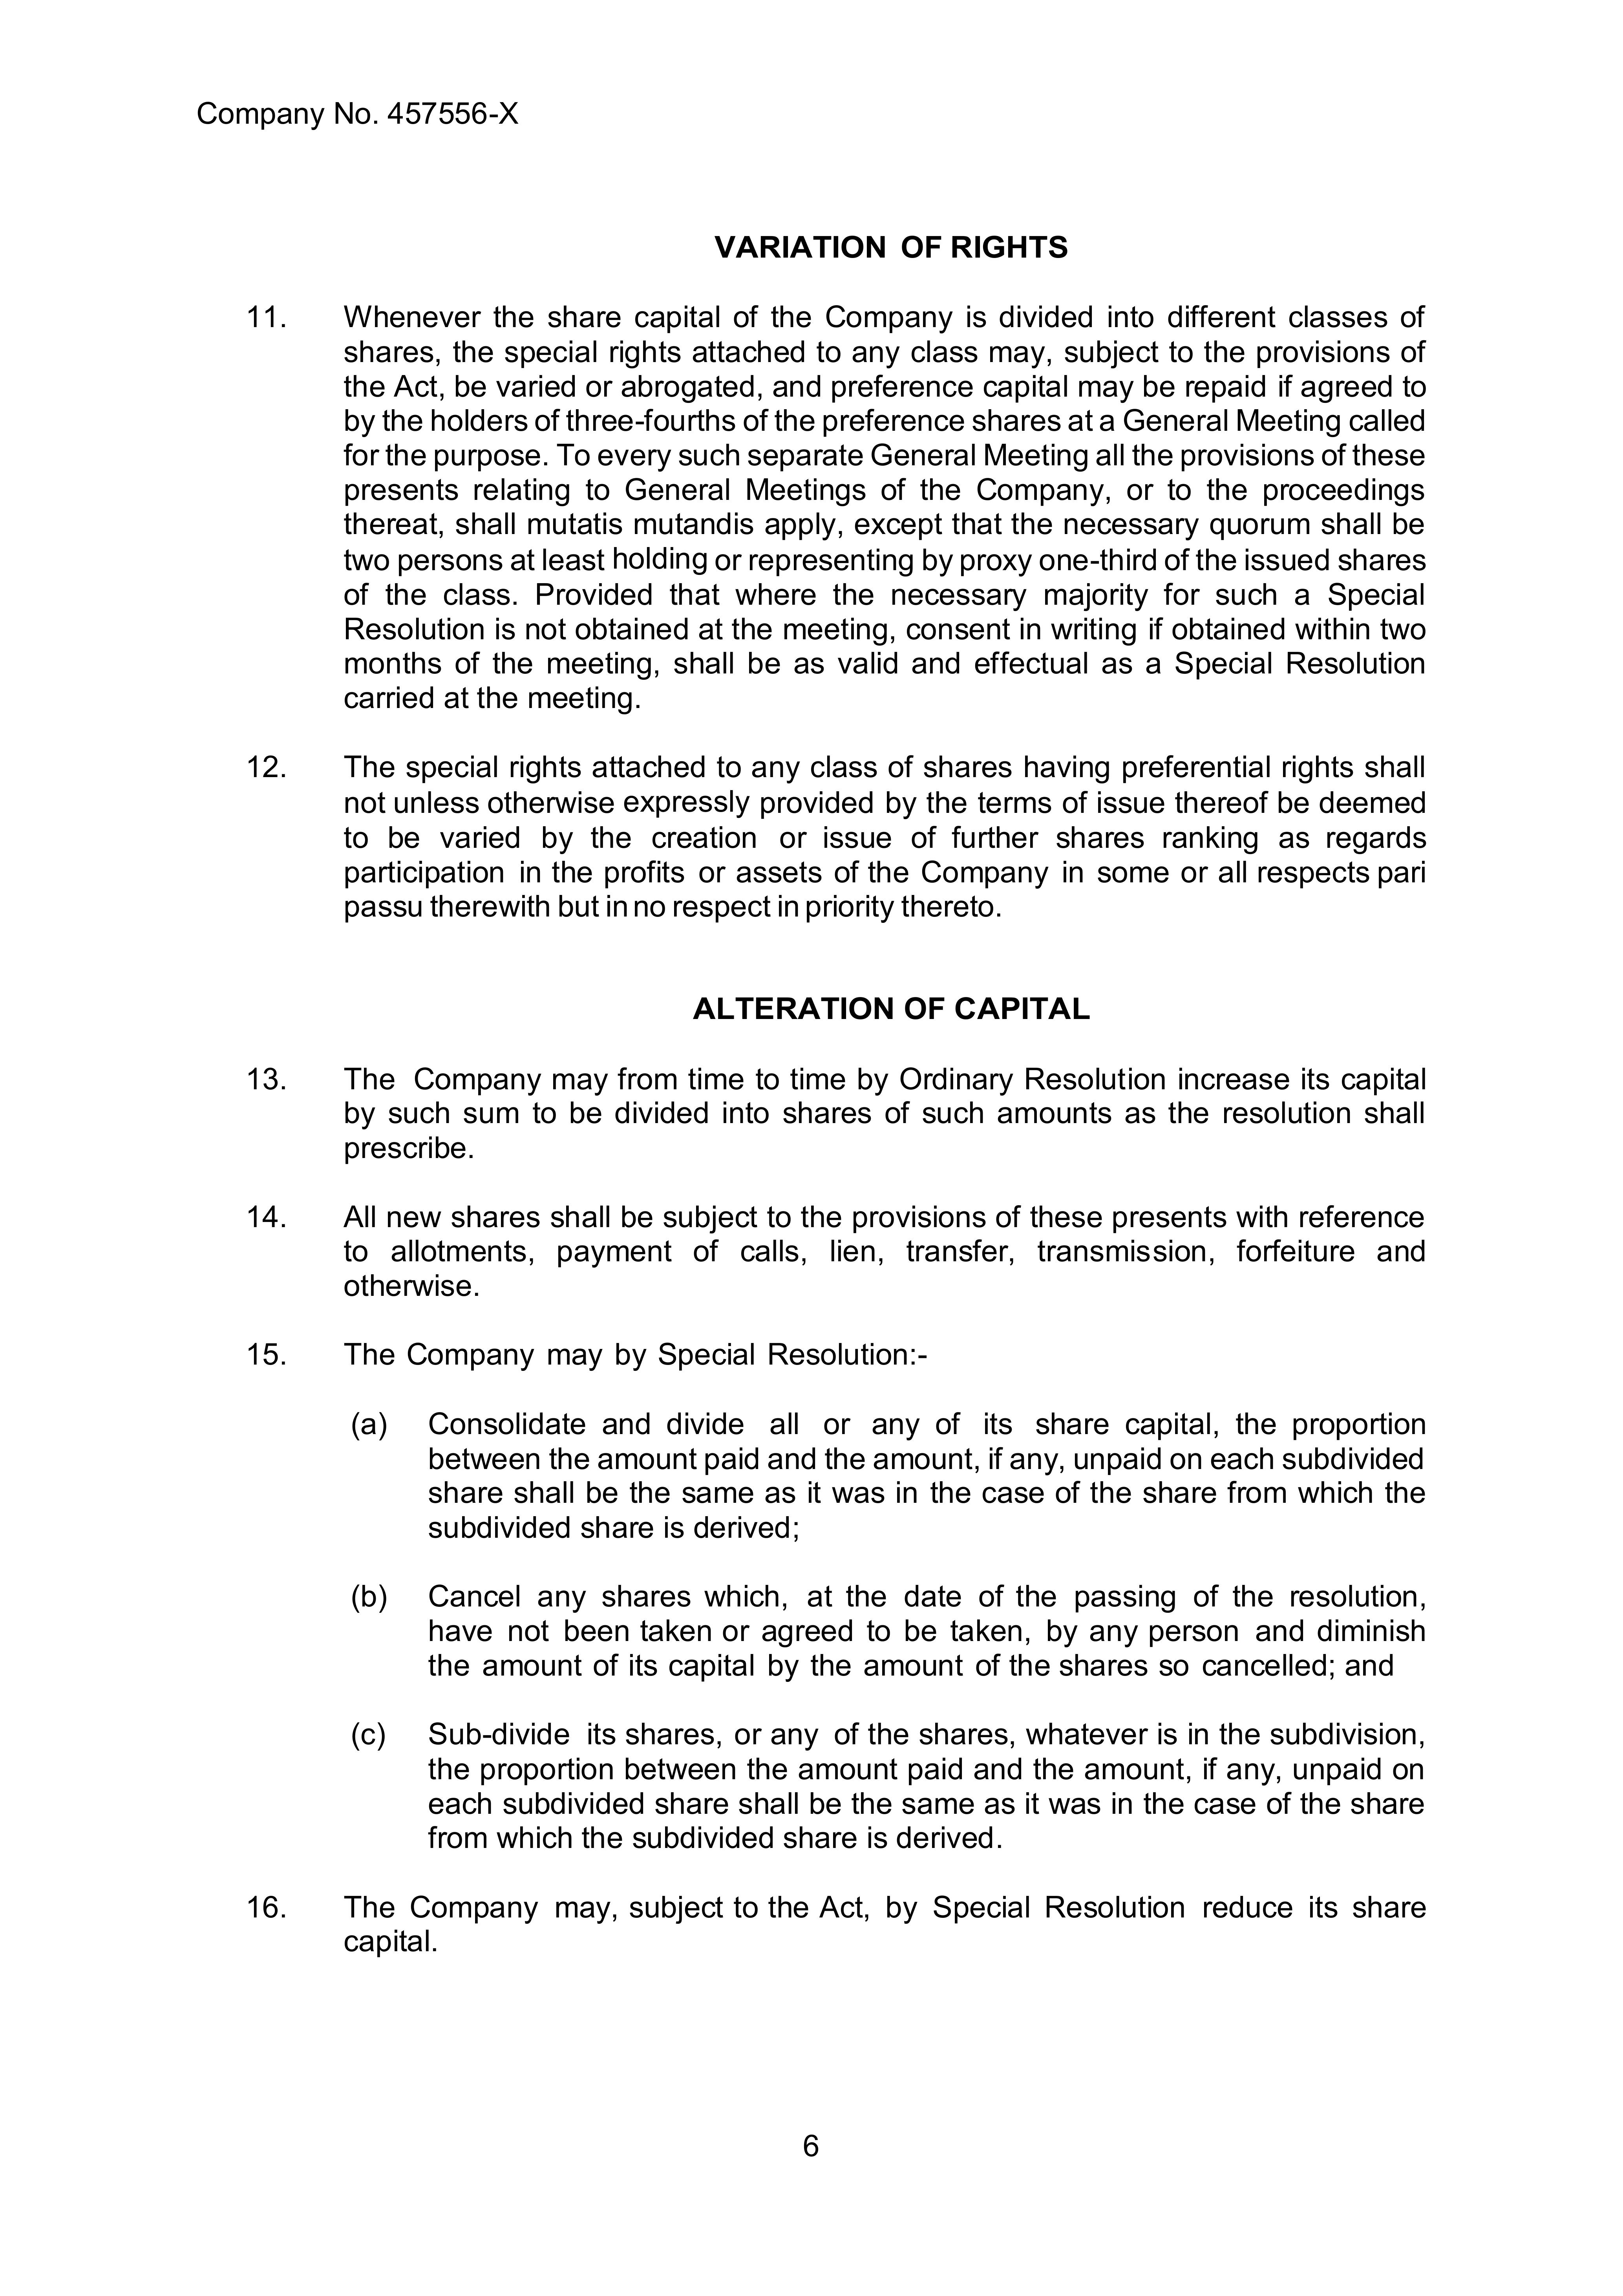 Company No. 457556-X
VARIATION OF RIGHTS
11. Whenever the share capital of the Company is divided into different classes of
shares, the special rights attached to any class may, subject to the provisions of
the Act, be varied or abrogated, and preference capital may be repaid if agreed to
by the holders of three-fourths of the preference shares at a General Meeting called
for the purpose. To every such separate General Meeting all the provisions of these
presents relating to General Meetings of the Company, or to the proceedings
thereat, shall mutatis mutandis apply, except that the necessary quorum shall be
two persons at least holding or representing by proxy one-third of the issued shares
of the class. Provided that where the necessary majority for such a Special
Resolution is not obtained at the meeting, consent in writing if obtained within two
months of the meeting, shall be as valid and effectual as a Special Resolution
carried at the meeting.
12. The special rights attached to any class of shares having preferential rights shall
not unless otherwise expressly provided by the terms of issue thereof be deemed
to be varied by the creation or issue of further shares ranking as regards
participation in the profits or assets of the Company in some or all respects pari
passu therewith but in no respect in priority thereto.
ALTERATION OF CAPITAL
13. The Company may from time to time by Ordinary Resolution increase its capital
by such sum to be divided into shares of such amounts as the resolution shall
prescribe.
14. All new shares shall be subject to the provisions of these presents with reference
to allotments, payment of calls, lien, transfer, transmission, forfeiture and
otherwise.
15. The Company may by Special Resolution:-
(a) Consolidate and divide all or any of its share capital, the proportion
between the amount paid and the amount, if any, unpaid on each subdivided
share shall be the same as it was in the case of the share from which the
subdivided share is derived;
(b) Cancel any shares which, at the date of the passing of the resolution,
have not been taken or agreed to be taken, by any person and diminish
the amount of its capital by the amount of the shares so cancelled; and
(c) Sub-divide its shares, or any of the shares, whatever is in the subdivision,
the proportion between the amount paid and the amount, if any, unpaid on
each subdivided share shall be the same as it was in the case of the share
from which the subdivided share is derived.
16. The Company may, subject to the Act, by Special Resolution reduce its share
capital.
6